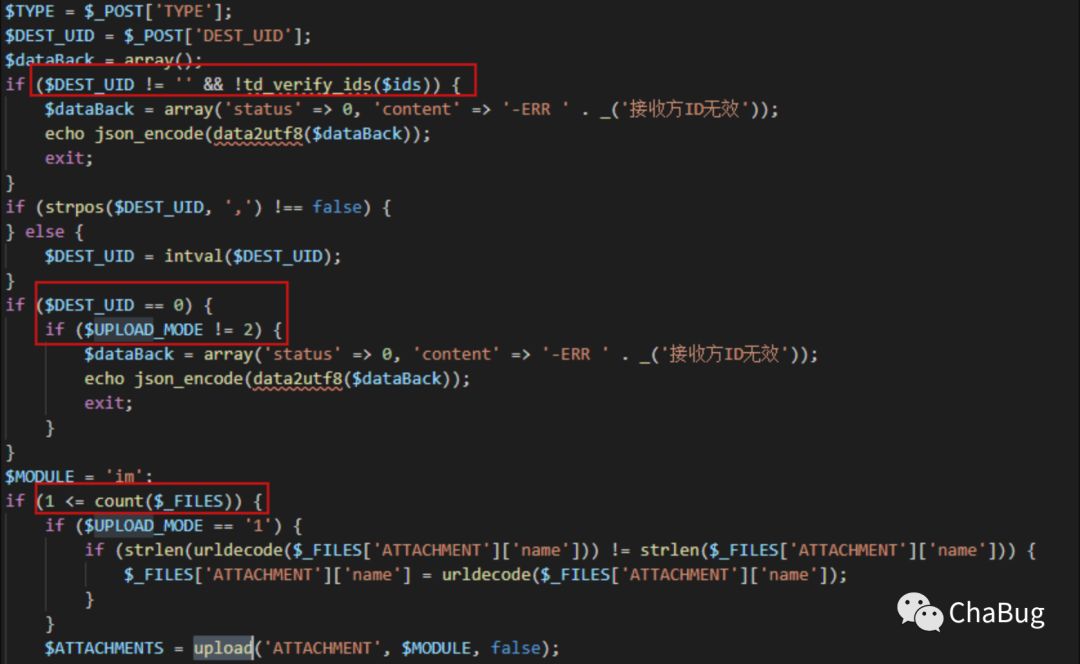 $TYPE = $_POST['TYPE'];
$DEST_UID = $_POST['DEST_UID'];
$dataBack = array();
if ($DEST_UID != '' && !td_verify_ids($ids)) {
    $dataBack = array('status' => 0, 'content' => '-ERR ' . _('接收方ID无效'));
    echo json_encode(data2utf8($dataBack));
    exit;
}
if (strpos($DEST_UID, ',') !== false) {
} else {
    $DEST_UID = intval($DEST_UID);
}
if ($DEST_UID == 0) {
    if ($UPLOAD_MODE != 2) {
        $dataBack = array('status' => 0, 'content' => '-ERR ' . _('接收方ID无效'));
        echo json_encode(data2utf8($dataBack));
        exit;
    }
}
$MODULE = 'im';
if (1 <= count($_FILES)) {
    if ($UPLOAD_MODE == '1') {
        if (strlen(urldecode($_FILES['ATTACHMENT']['name'])) != strlen($_FILES['ATTACHMENT']['name'])) {
            $_FILES['ATTACHMENT']['name'] = urldecode($_FILES['ATTACHMENT']['name']);
        }
    }
    $ATTACHMENTS = upload('ATTACHMENT', $MODULE, false);
ChaBug